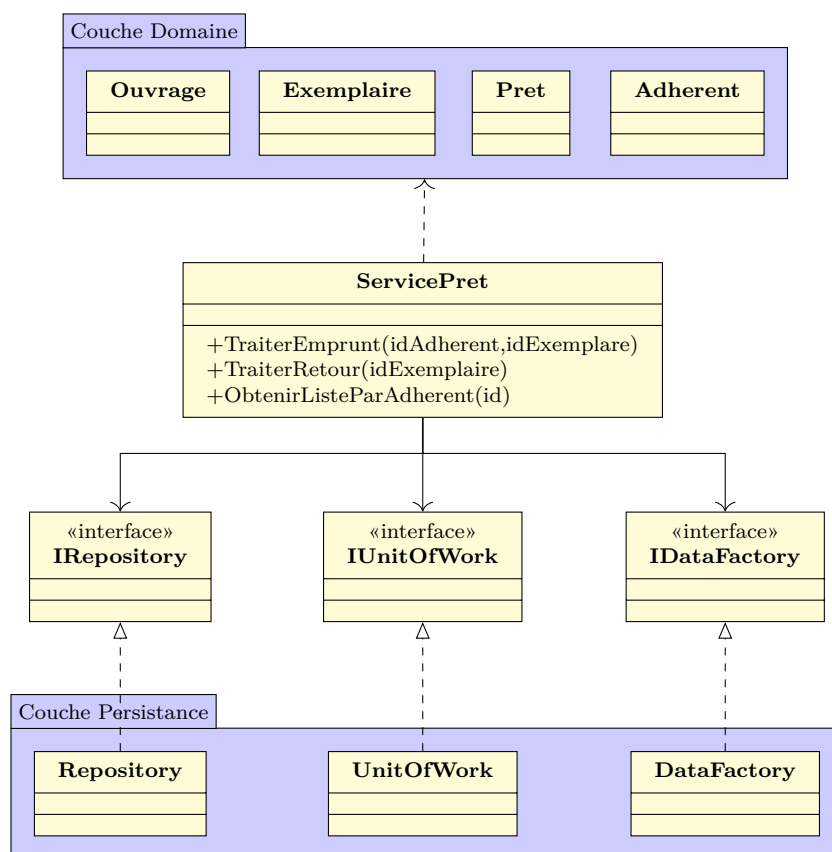 Couche Domaine
Ouvrage
Exemplaire
Pret
Adherent
ServicePret
+TraiterEmprunt(idAdherent,idExemplare)
+TraiterRetour(idExemplaire)
+ObtenirListeParAdherent(id)
«interface»
IRepository
«interface»
IUnitOfWork
«interface»
IDataFactory
Couche Persistance
Repository
UnitOfWork
DataFactory